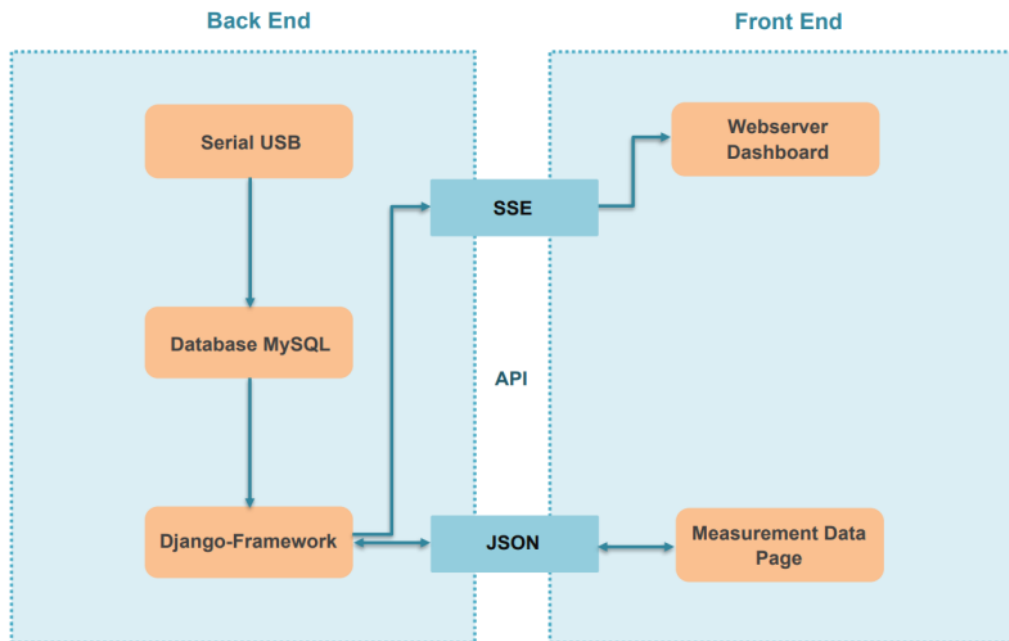 Back End
Front End
Serial USB
Webserver
Dashboard
SSE
Database MySQL
API
Django-Framework
JSON
Measurement Data
Page